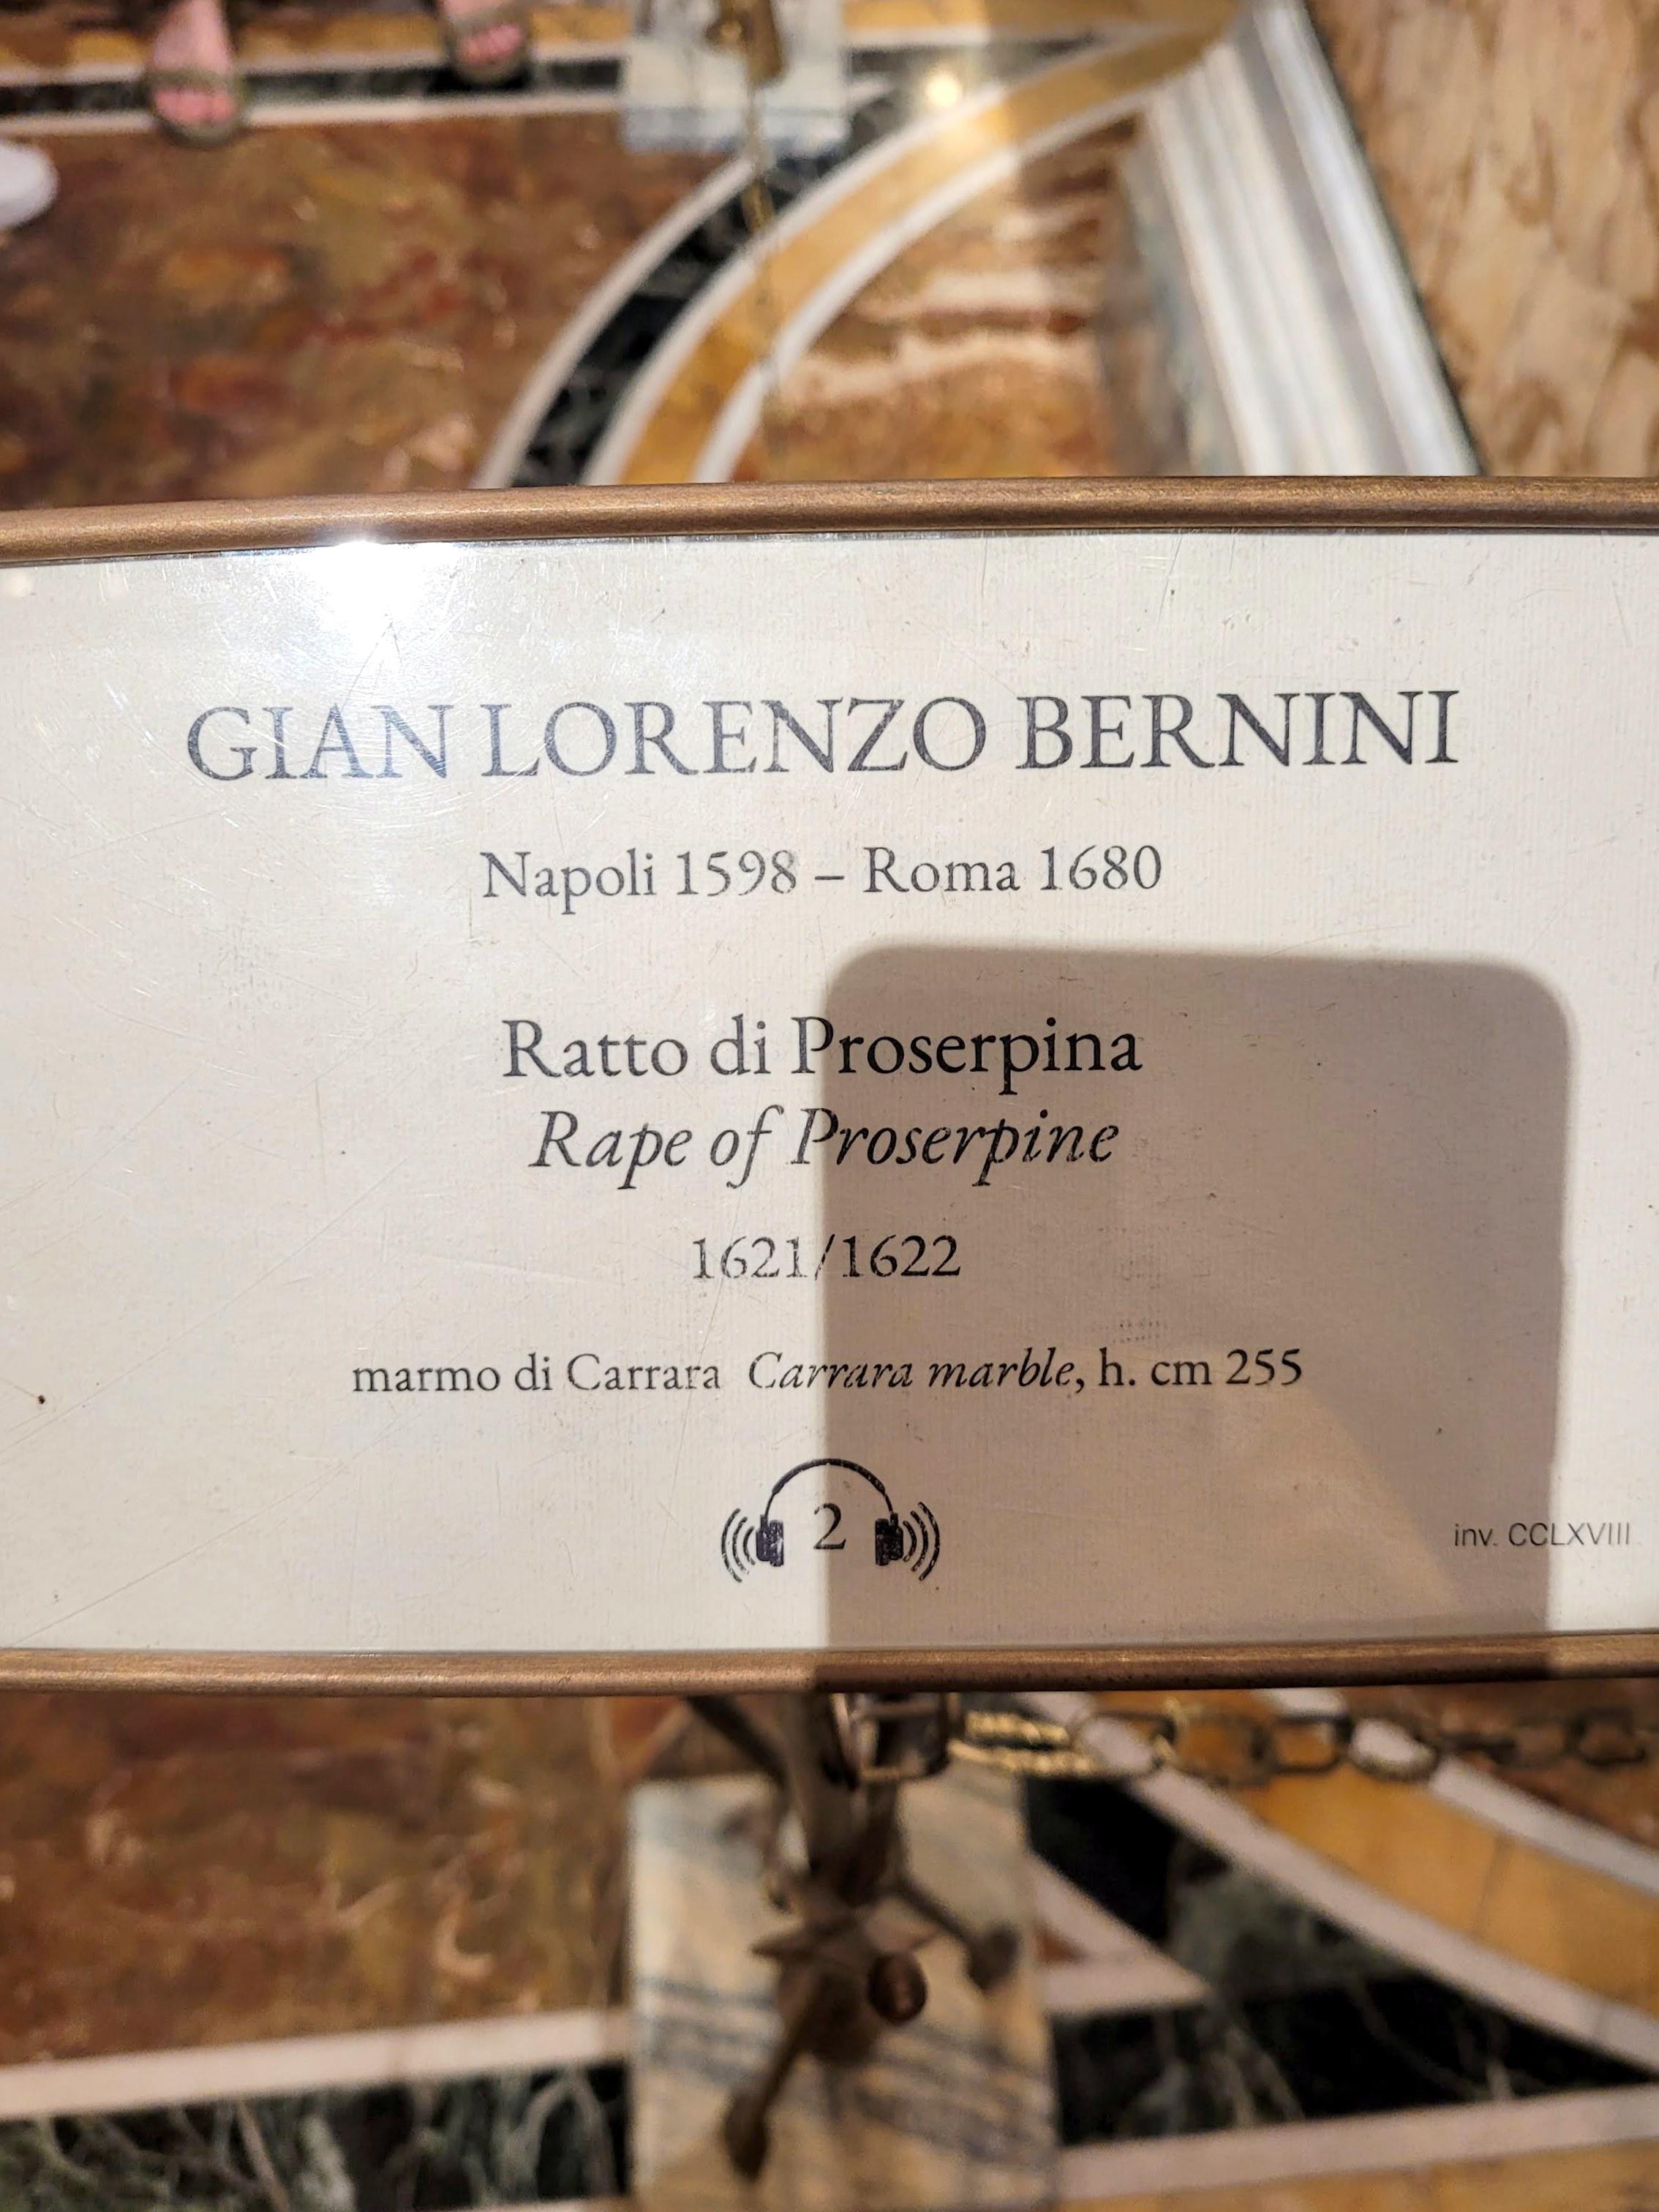 GIAN LORENZO BERNINI
Napoli 1598 – Roma 1680
Ratto di Proserpina
Rape of Proserpine
1621/1622
marmo di Carrara Carrara marble, h. cm 255
2
inv. CCLXVIII